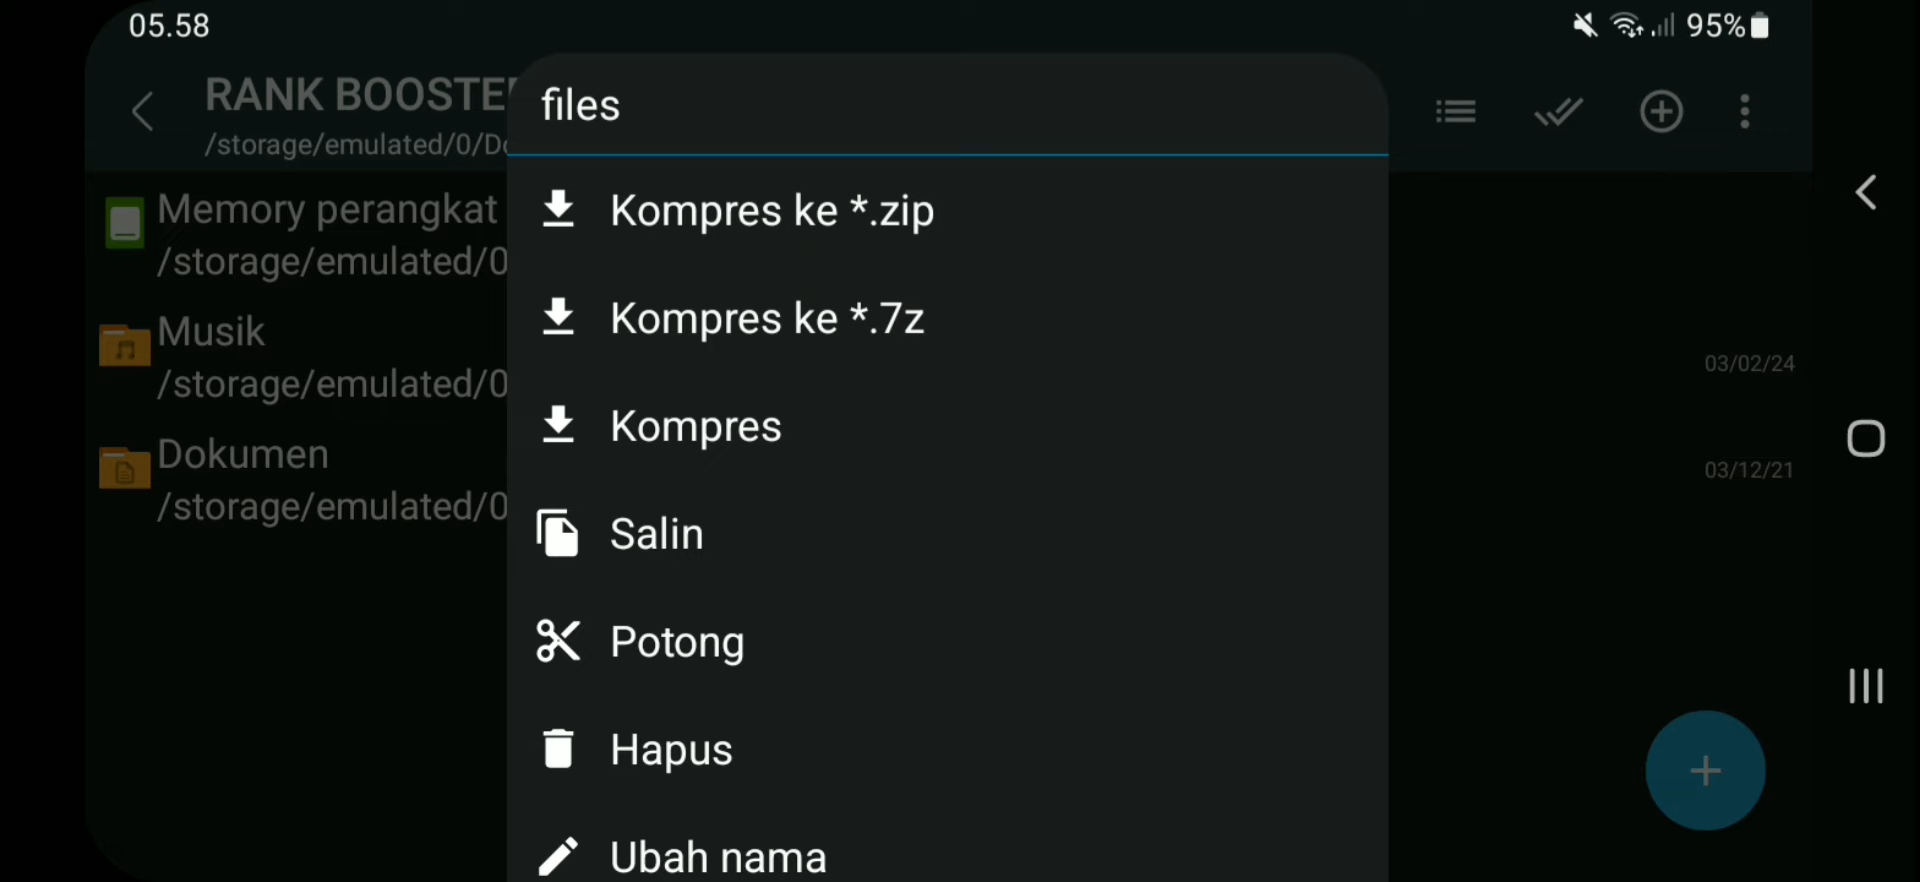 05.58
95%
RANK BOOSTE
/storage/emulated/0/D
files
Memory perangkat
/storage/emulated/0
Musik
/storage/emulated/0
Dokumen
/storage/emulated/0
Kompres ke *.zip
Kompres ke *.7z
Kompres
Salin
Potong
Hapus
Ubah nama
03/02/24
03/12/21